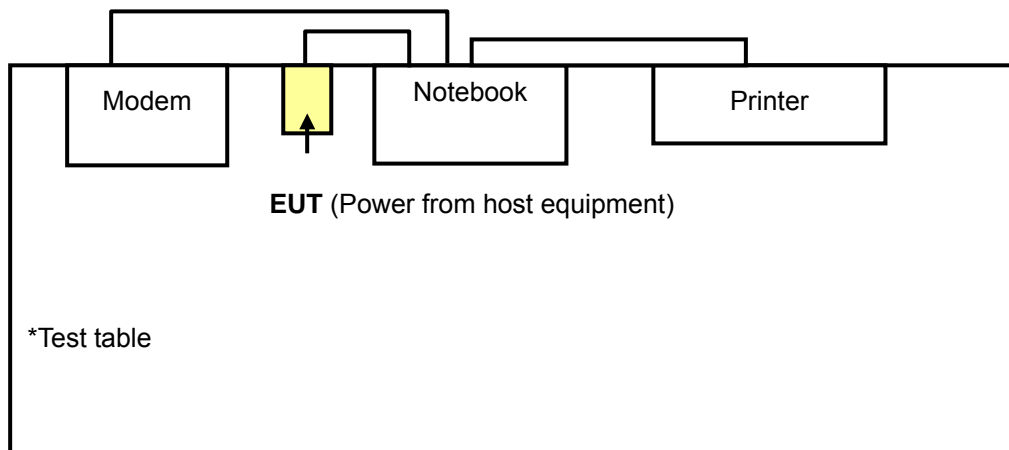 Modem
Notebook
Printer
EUT (Power from host equipment)
*Test table